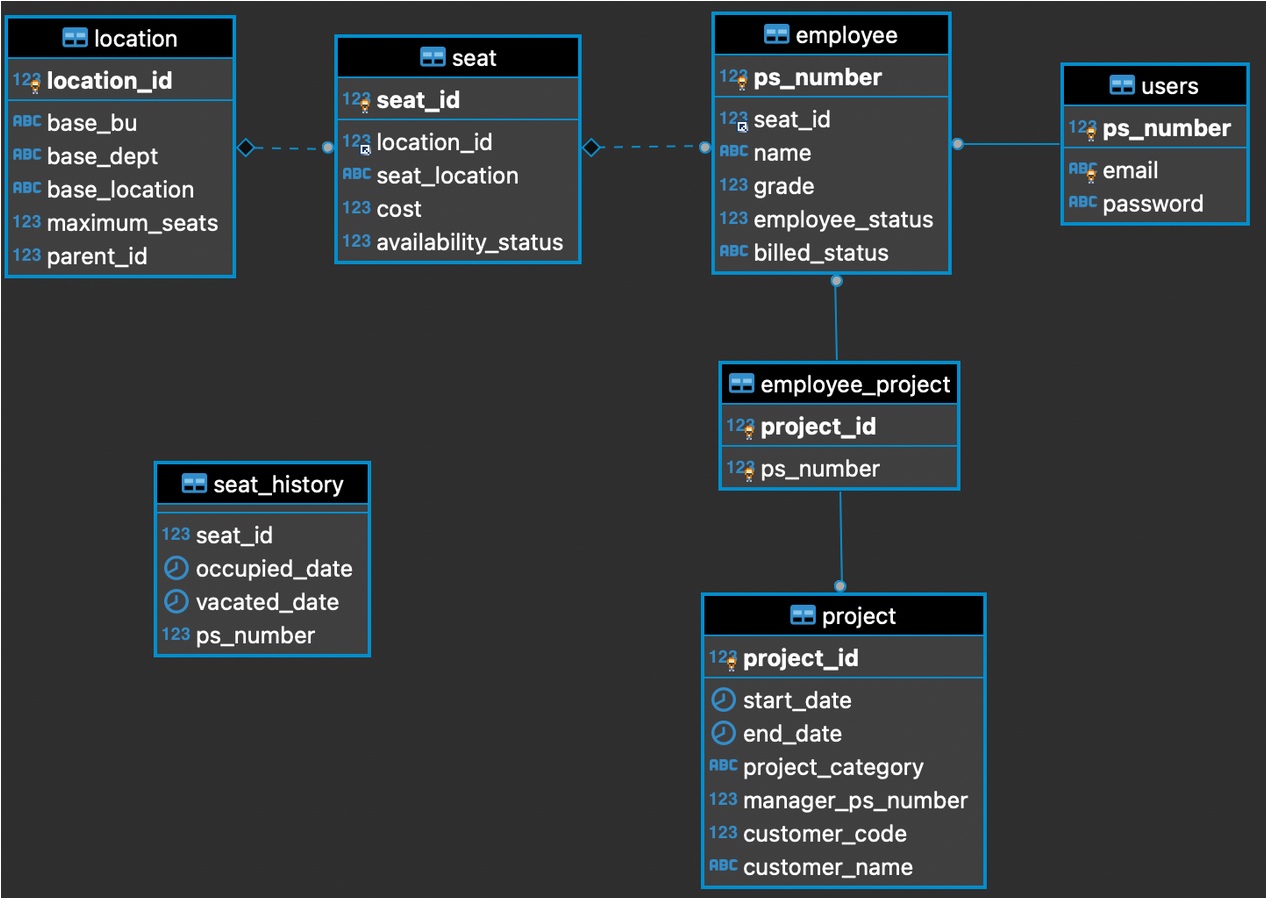 location
123 location_id
ABC base_bu
ABC base_dept
ABC base_location
123 maximum_seats
123 parent_id
seat
123 seat_id
123 location_id
ABC seat_location
123 cost
123 availability_status
employee
123 ps_number
123 seat_id
ABC name
123 grade
123 employee_status
ABC billed_status
users
123 ps_number
ABC email
ABC password
employee_project
123 project_id
123 ps_number
seat_history
123 seat_id
occupied_date
vacated_date
123 ps_number
project
123 project_id
start_date
end_date
ABC project_category
123 manager_ps_number
123 customer_code
ABC customer_name